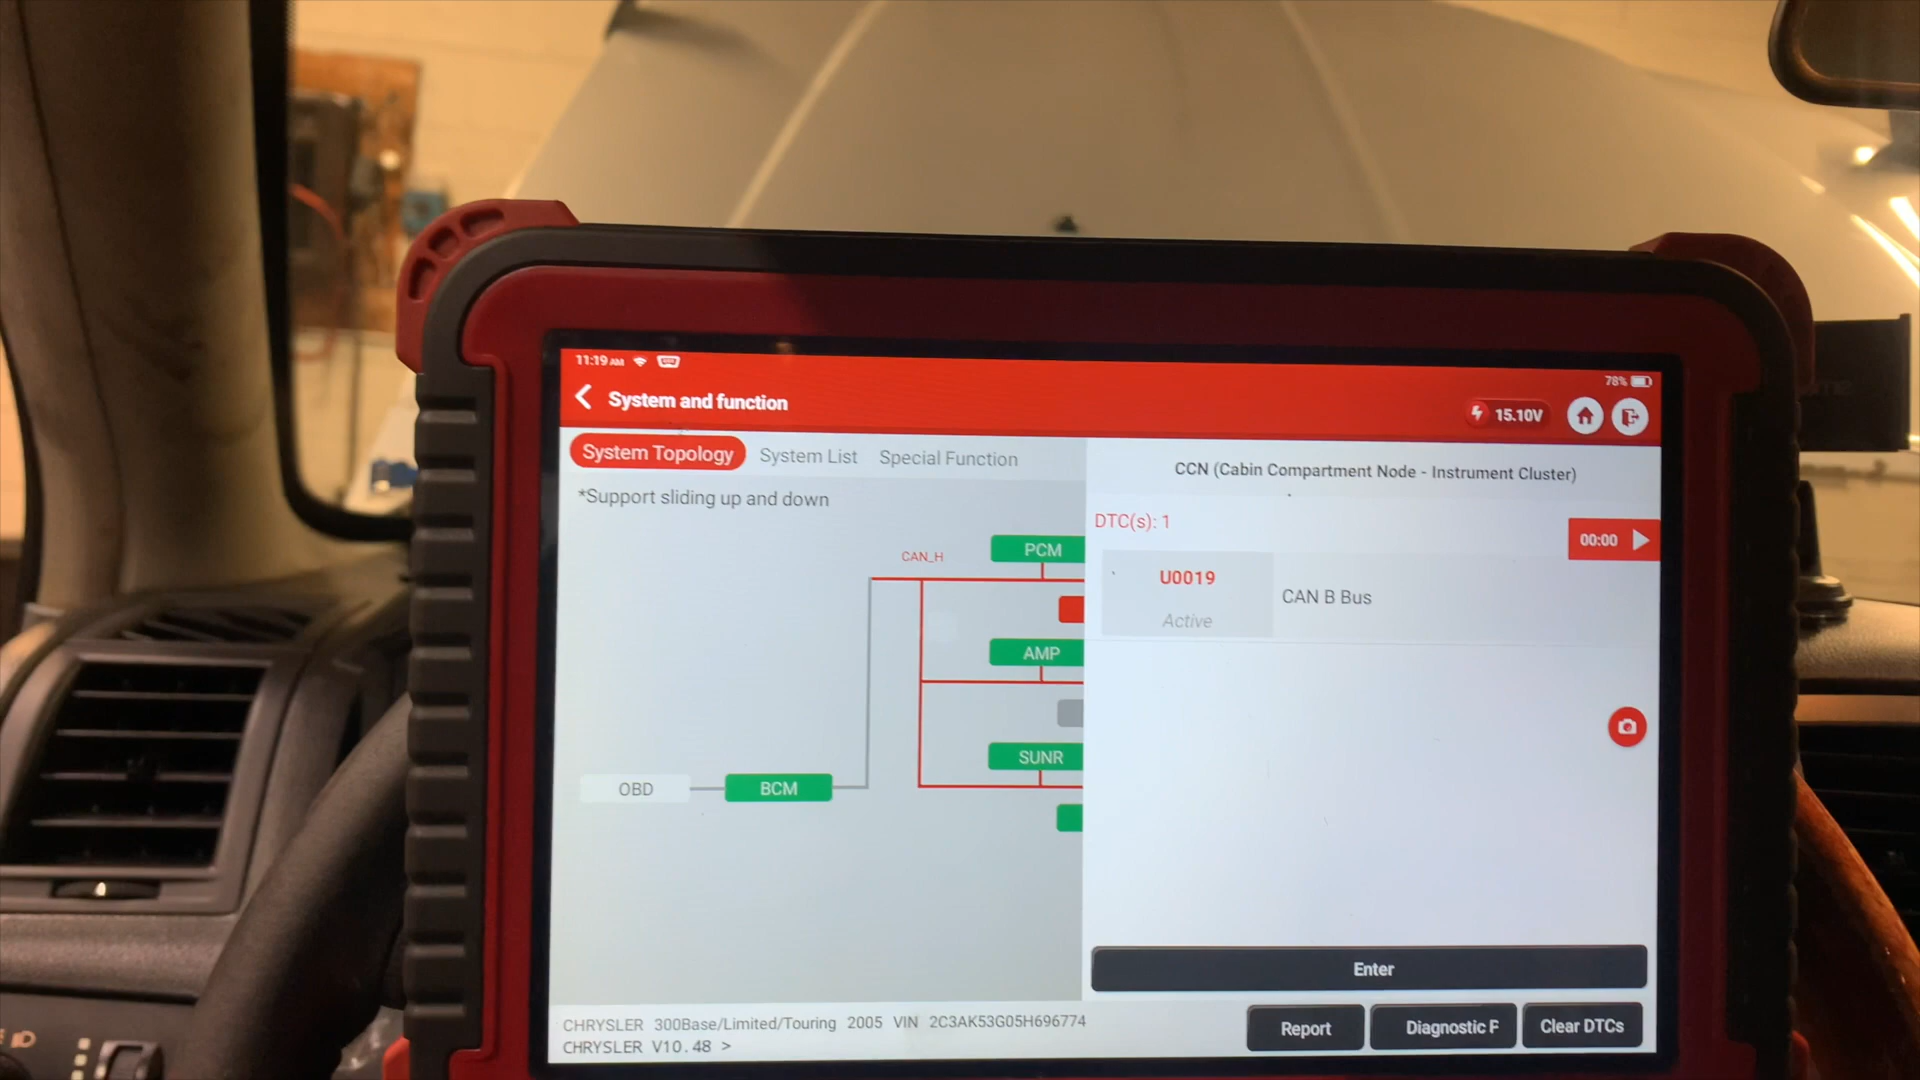 11:19 AM
78%
System and function
15.10V
System Topology System List Special Function
*Support sliding up and down
CCN (Cabin Compartment Node - Instrument Cluster)
DTC(s): 1
00:00
CAN_H
PCM
U0019
CAN B Bus
Active
AMP
SUNR
OBD
BCM
Enter
CHRYSLER 300Base/Limited/Touring 2005 VIN 2C3AK53G05H696774
CHRYSLER V10.48 >
Report
Diagnostic F
Clear DTCs